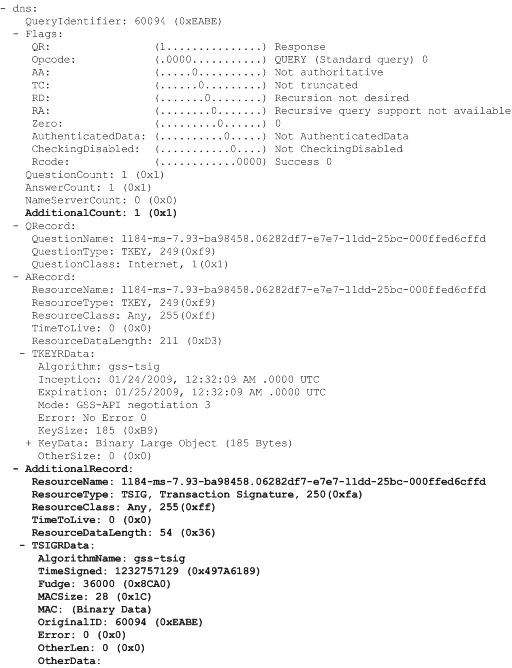 - dns:
QueryIdentifier: 60094 (0xEABE)
- Flags:
QR: (1...............) Response
Opcode: (.0000...........) QUERY (Standard query) 0
AA: (.....0..........) Not authoritative
TC: (......0.........) Not truncated
RD: (.......0........) Recursion not desired
RA: (........0.......) Recursive query support not available
Zero: (.........0......) 0
AuthenticatedData: (..........0.....) Not AuthenticatedData
CheckingDisabled: (...........0....) Not CheckingDisabled
Rcode: (............0000) Success 0
QuestionCount: 1 (0x1)
AnswerCount: 1 (0x1)
NameServerCount: 0 (0x0)
AdditionalCount: 1 (0x1)
- QRecord:
QuestionName: 1184-ms-7.93-ba98458.06282df7-e7e7-11dd-25bc-000ffed6cffd
QuestionType: TKEY, 249(0xf9)
QuestionClass: Internet, 1(0x1)
- ARecord:
ResourceName: 1184-ms-7.93-ba98458.06282df7-e7e7-11dd-25bc-000ffed6cffd
ResourceType: TKEY, 249(0xf9)
ResourceClass: Any, 255(0xff)
TimeToLive: 0 (0x0)
ResourceDataLength: 211 (0xD3)
- TKEYRData:
Algorithm: gss-tsig
Inception: 01/24/2009, 12:32:09 AM .0000 UTC
Expiration: 01/25/2009, 12:32:09 AM .0000 UTC
Mode: GSS-API negotiation 3
Error: No Error 0
KeySize: 185 (0xB9)
+ KeyData: Binary Large Object (185 Bytes)
OtherSize: 0 (0x0)
- AdditionalRecord:
ResourceName: 1184-ms-7.93-ba98458.06282df7-e7e7-11dd-25bc-000ffed6cffd
ResourceType: TSIG, Transaction Signature, 250(0xfa)
ResourceClass: Any, 255(0xff)
TimeToLive: 0 (0x0)
ResourceDataLength: 54 (0x36)
- TSIGRData:
AlgorithmName: gss-tsig
TimeSigned: 1232757129 (0x497A6189)
Fudge: 36000 (0x8CA0)
MACSize: 28 (0x1C)
MAC: (Binary Data)
OriginalID: 60094 (0xEABE)
Error: 0 (0x0)
OtherLen: 0 (0x0)
OtherData: